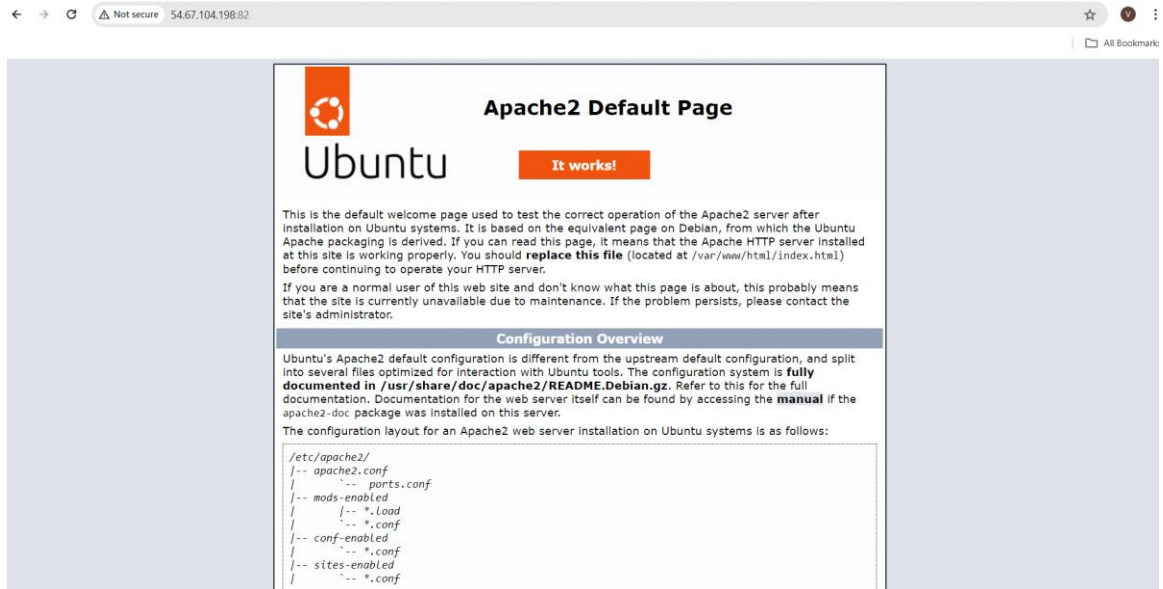 Not secure 54.67.104.198:82
V
All Bookmarks
Apache2 Default Page
Ubuntu
It works!
This is the default welcome page used to test the correct operation of the Apache2 server after
installation on Ubuntu systems. It is based on the equivalent page on Debian, from which the Ubuntu
Apache packaging is derived. If you can read this page, it means that the Apache HTTP server installed
at this site is working properly. You should replace this file (located at /var/www/html/index.html)
before continuing to operate your HTTP server.
If you are a normal user of this web site and don't know what this page is about, this probably means
that the site is currently unavailable due to maintenance. If the problem persists, please contact the
site's administrator.
Configuration Overview
Ubuntu's Apache2 default configuration is different from the upstream default configuration, and split
into several files optimized for interaction with Ubuntu tools. The configuration system is fully
documented in /usr/share/doc/apache2/README.Debian.gz. Refer to this for the full
documentation. Documentation for the web server itself can be found by accessing the manual if the
apache2-doc package was installed on this server.
The configuration layout for an Apache2 web server installation on Ubuntu systems is as follows:
/etc/apache2/
|-- apache2.conf
|       `--  ports.conf
|-- mods-enabled
|       |-- *.load
|       `-- *.conf
|-- conf-enabled
|       `-- *.conf
|-- sites-enabled
|       `-- *.conf